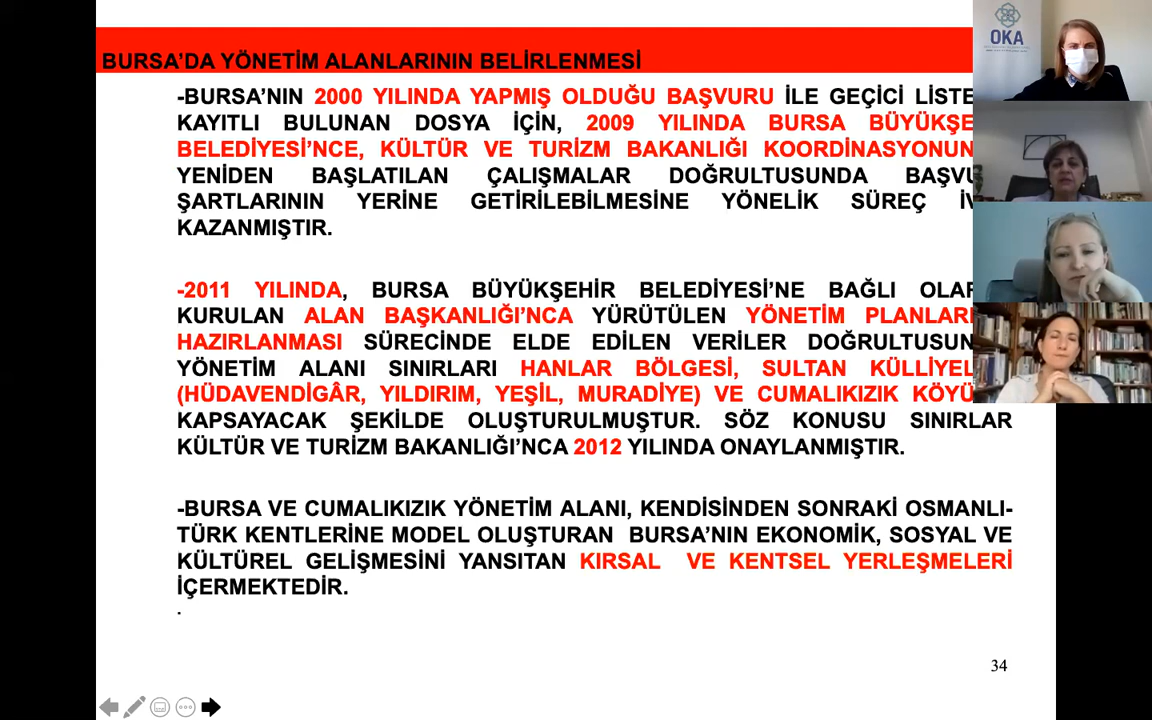 BURSA’DA YÖNETİM ALANLARININ BELİRLENMESİ
OKA
-BURSA’NIN 2000 YILINDA YAPMIŞ OLDUĞU BAŞVURU İLE GEÇİCİ
KAYITLI BULUNAN DOSYA İÇİN, 2009 YILINDA BURSA
BELEDİYESİ’NCE, KÜLTÜR VE TURİZM BAKANLIĞI
YENİDEN BAŞLATILAN ÇALIŞMALAR DOĞRULTUSUNDA
ŞARTLARININ YERİNE GETİRİLEBİLMESİNE YÖNELİK SÜREÇ
KAZANMIŞTIR.
-2011 YILINDA, BURSA BÜYÜKŞEHİR BELEDİYESİ’NE BAĞLI
KURULAN ALAN BAŞKANLIĞI’NCA YÜRÜTÜLEN YÖNETİM
HAZIRLANMASI SÜRECİNDE ELDE EDİLEN VERİLER
YÖNETİM ALANI SINIRLARI HANLAR BÖLGESİ, SULTAN
(HÜDAVENDİGÂR, YILDIRIM, YEŞİL, MURADİYE) VE CUMALIKIZIK
KAPSAYACAK ŞEKİLDE OLUŞTURULMUŞTUR. SÖZ KONUSU SINIRLAR
KÜLTÜR VE TURİZM BAKANLIĞI’NCA 2012 YILINDA ONAYLANMIŞTIR.
-BURSA VE CUMALIKIZIK YÖNETİM ALANI, KENDİSİNDEN SONRAKİ OSMANLI-
TÜRK KENTLERİNE MODEL OLUŞTURAN BURSA’NIN EKONOMİK, SOSYAL VE
KÜLTÜREL GELİŞMESİNİ YANSITAN KIRSAL VE KENTSEL YERLEŞMELERİ
İÇERMEKTEDİR.
.
34